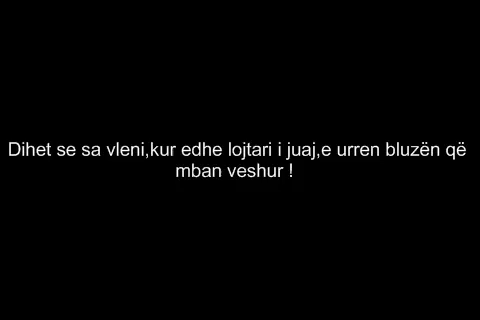 Dihet se sa vleni,kur edhe lojtari i juaj,e urren bluzën që
mban veshur !